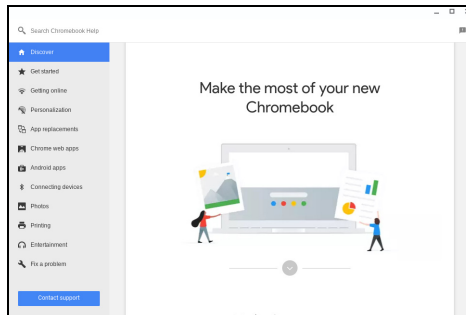 Search Chromebook Help
Discover
Get started
Getting online
Personalization
App replacements
Chrome web apps
Android apps
Connecting devices
Photos
Printing
Entertainment
Fix a problem
Contact support
Make the most of your new
Chromebook